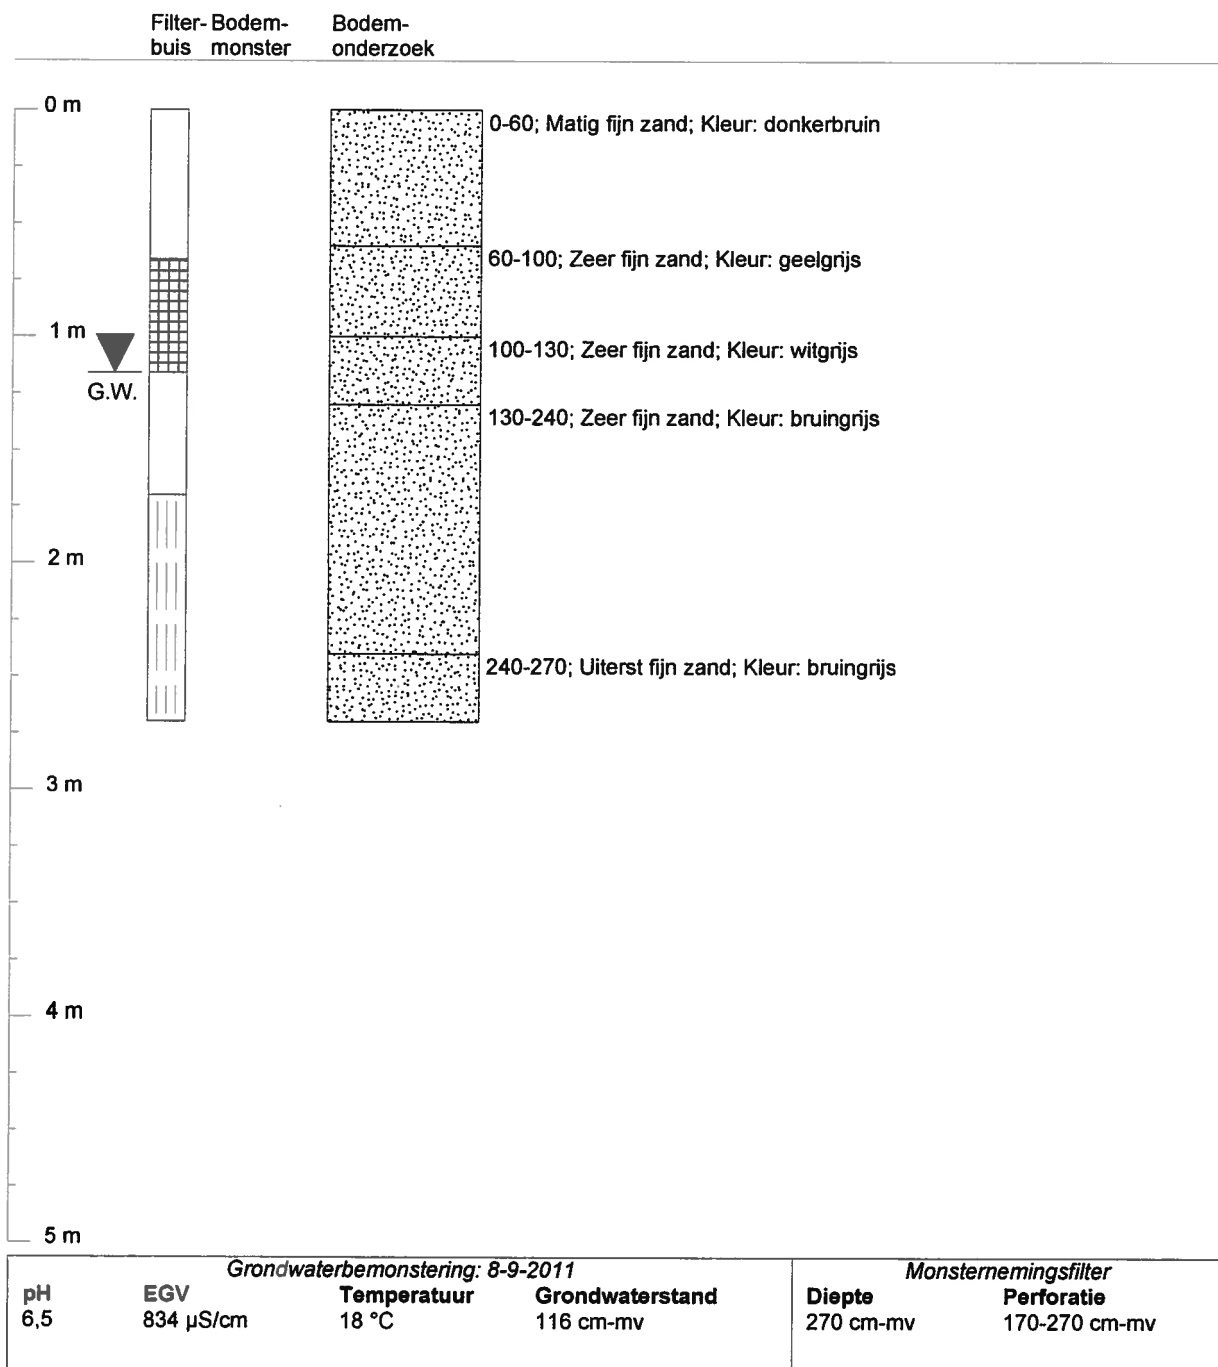 Filter- Bodem- Bodem-
buis monster onderzoek
0 m
0-60; Matig fijn zand; Kleur: donkerbruin
60-100; Zeer fijn zand; Kleur: geelgrijs
1 m
100-130; Zeer fijn zand; Kleur: witgrijs
G.W.
130-240; Zeer fijn zand; Kleur: bruingrijs
2 m
240-270; Uiterst fijn zand; Kleur: bruingrijs
3 m
4 m
5 m
Grondwaterbemonstering: 8-9-2011 Monsternemingsfilter
pH EGV Temperatuur Grondwaterstand Diepte Perforatie
6,5 834 µS/cm 18 °C 116 cm-mv 270 cm-mv 170-270 cm-mv